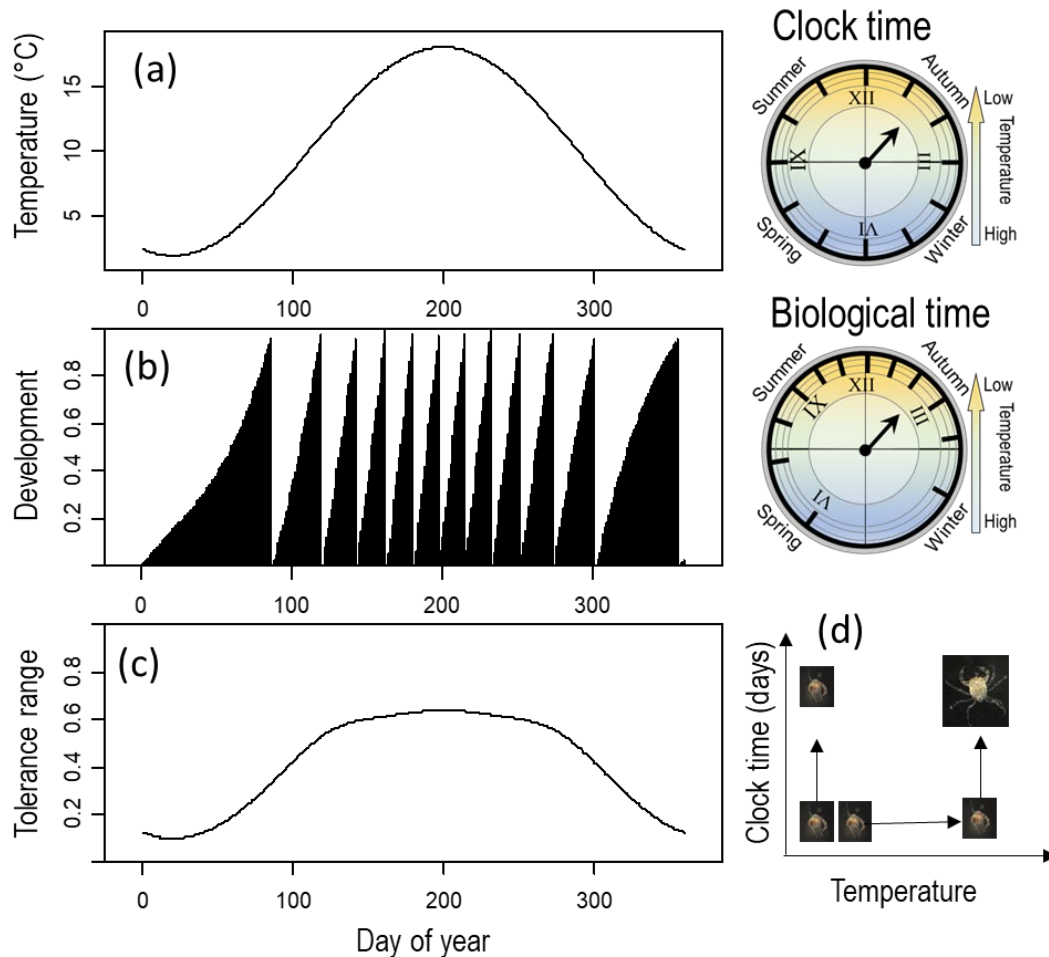 Clock time
(a)
Temperature (°C)
5
10
15
0
100
200
300
Summer
Autumn
Spring
Winter
XII
III
VI
IX
Low
Temperature
High
Biological time
(b)
Development
0.2
0.4
0.6
0.8
0
100
200
300
Summer
Autumn
Spring
Winter
XII
III
VI
IX
Low
Temperature
High
(c)
Tolerance range
0.2
0.4
0.6
0.8
0
100
200
300
Day of year
(d)
Clock time (days)
Temperature